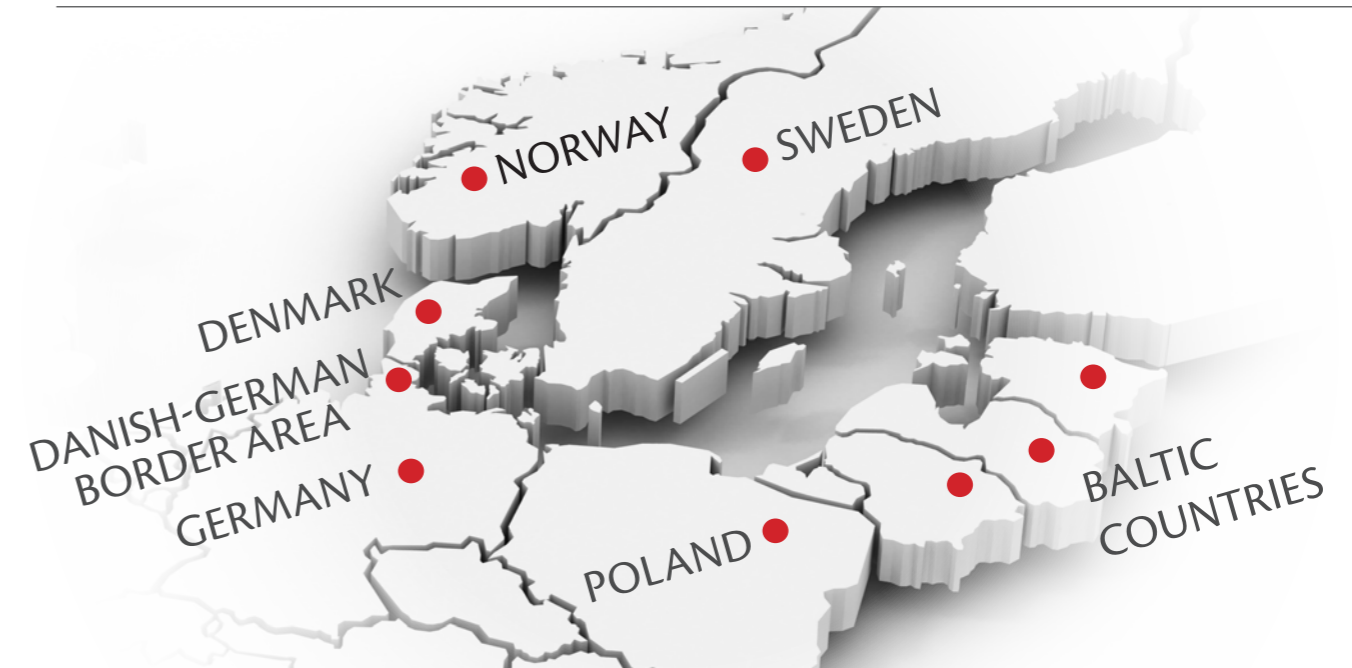 NORWAY
SWEDEN
DENMARK
DANISH-GERMAN
BORDER AREA
GERMANY
POLAND
BALTIC
COUNTRIES